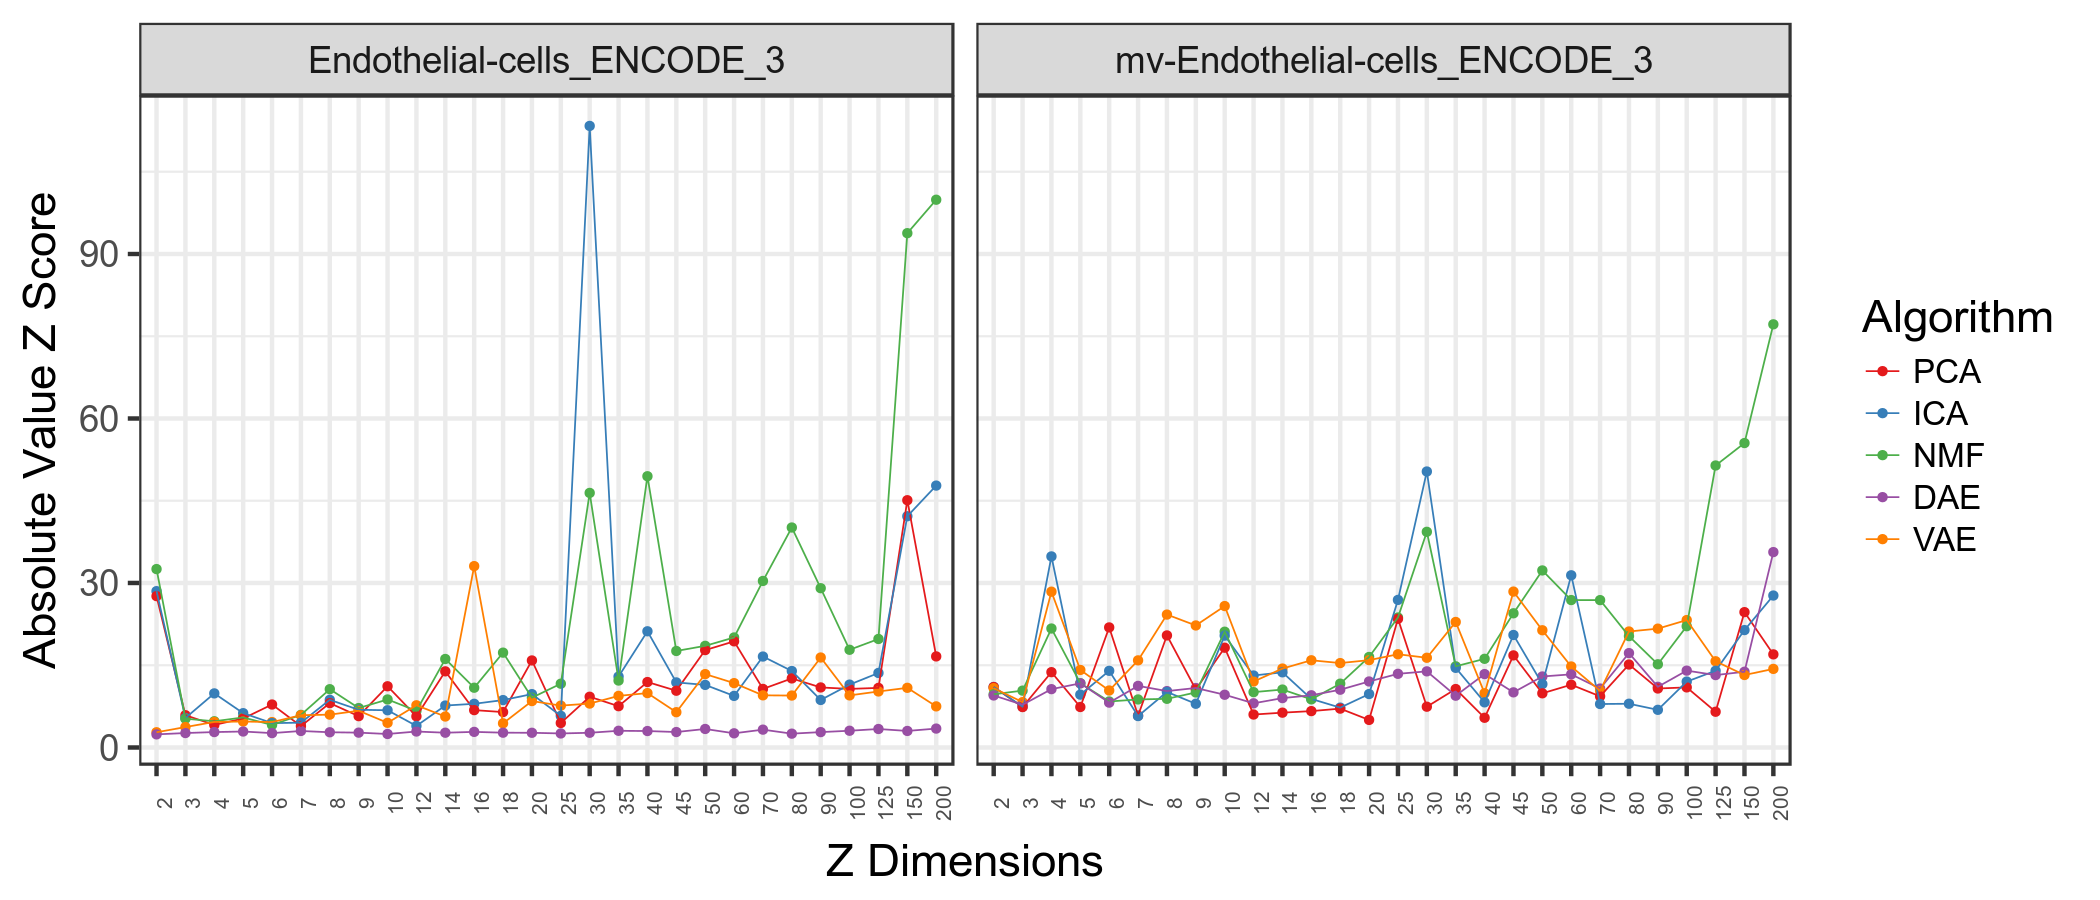 Endothelial-cells_ENCODE_3
mv-Endothelial-cells_ENCODE_3
Absolute Value Z Score
90
60
30
0
2 3 4 5 6 7 8 9 10 12 14 16 18 20 25 30 35 40 45 50 60 70 80 90 100 125 150 200
2 3 4 5 6 7 8 9 10 12 14 16 18 20 25 30 35 40 45 50 60 70 80 90 100 125 150 200
Z Dimensions
Algorithm
PCA
ICA
NMF
DAE
VAE